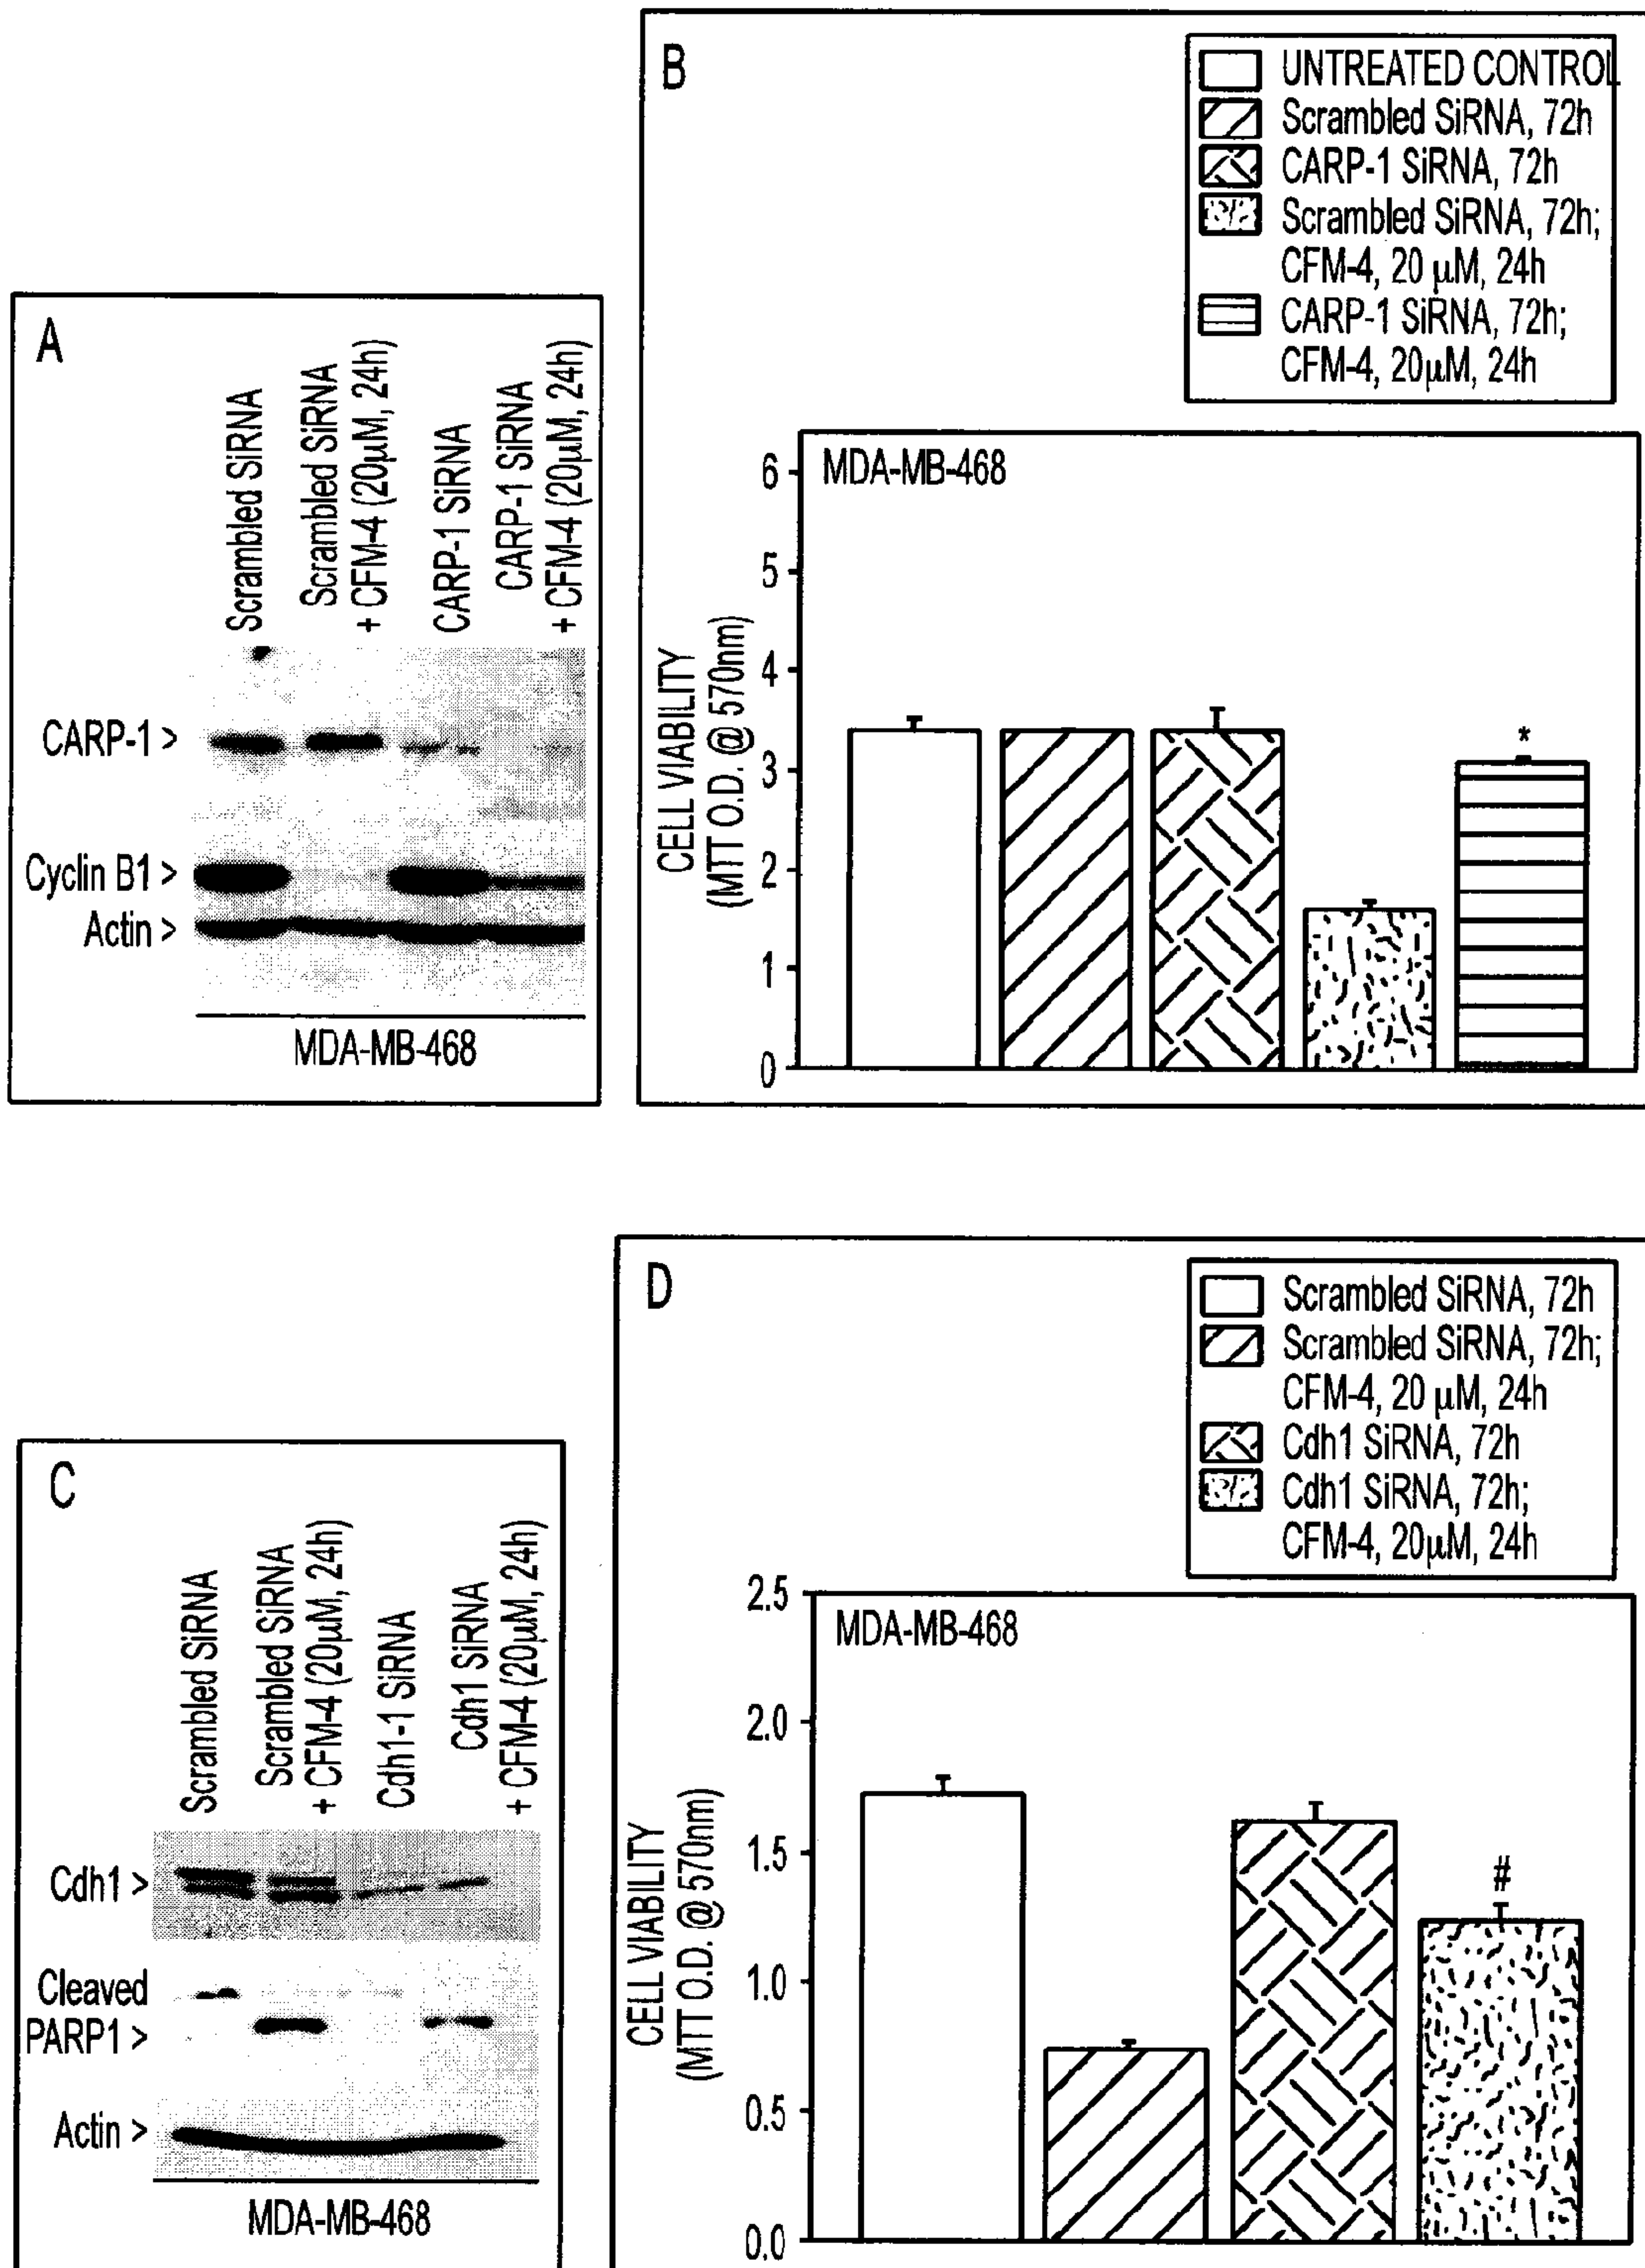 A
Scrambled SiRNA
Scrambled SiRNA
+ CFM-4 (20μM, 24h)
CARP-1 SiRNA
CARP-1 SiRNA
+ CFM-4 (20μM, 24h)
CARP-1 >
Cyclin B1 >
Actin >
MDA-MB-468
B
UNTREATED CONTROL
Scrambled SiRNA, 72h
CARP-1 SiRNA, 72h
Scrambled SiRNA, 72h;
CFM-4, 20 μM, 24h
CARP-1 SiRNA, 72h;
CFM-4, 20μM, 24h
MDA-MB-468
CELL VIABILITY
(MTT O.D. @ 570nm)
6
5
4
3
2
1
0
*
C
Scrambled SiRNA
Scrambled SiRNA
+ CFM-4 (20μM, 24h)
Cdh1-1 SiRNA
Cdh1 SiRNA
+ CFM-4 (20μM, 24h)
Cdh1 >
Cleaved
PARP1 >
Actin >
MDA-MB-468
D
Scrambled SiRNA, 72h
Scrambled SiRNA, 72h;
CFM-4, 20 μM, 24h
Cdh1 SiRNA, 72h
Cdh1 SiRNA, 72h;
CFM-4, 20μM, 24h
MDA-MB-468
CELL VIABILITY
(MTT O.D. @ 570nm)
2.5
2.0
1.5
1.0
0.5
0.0
#